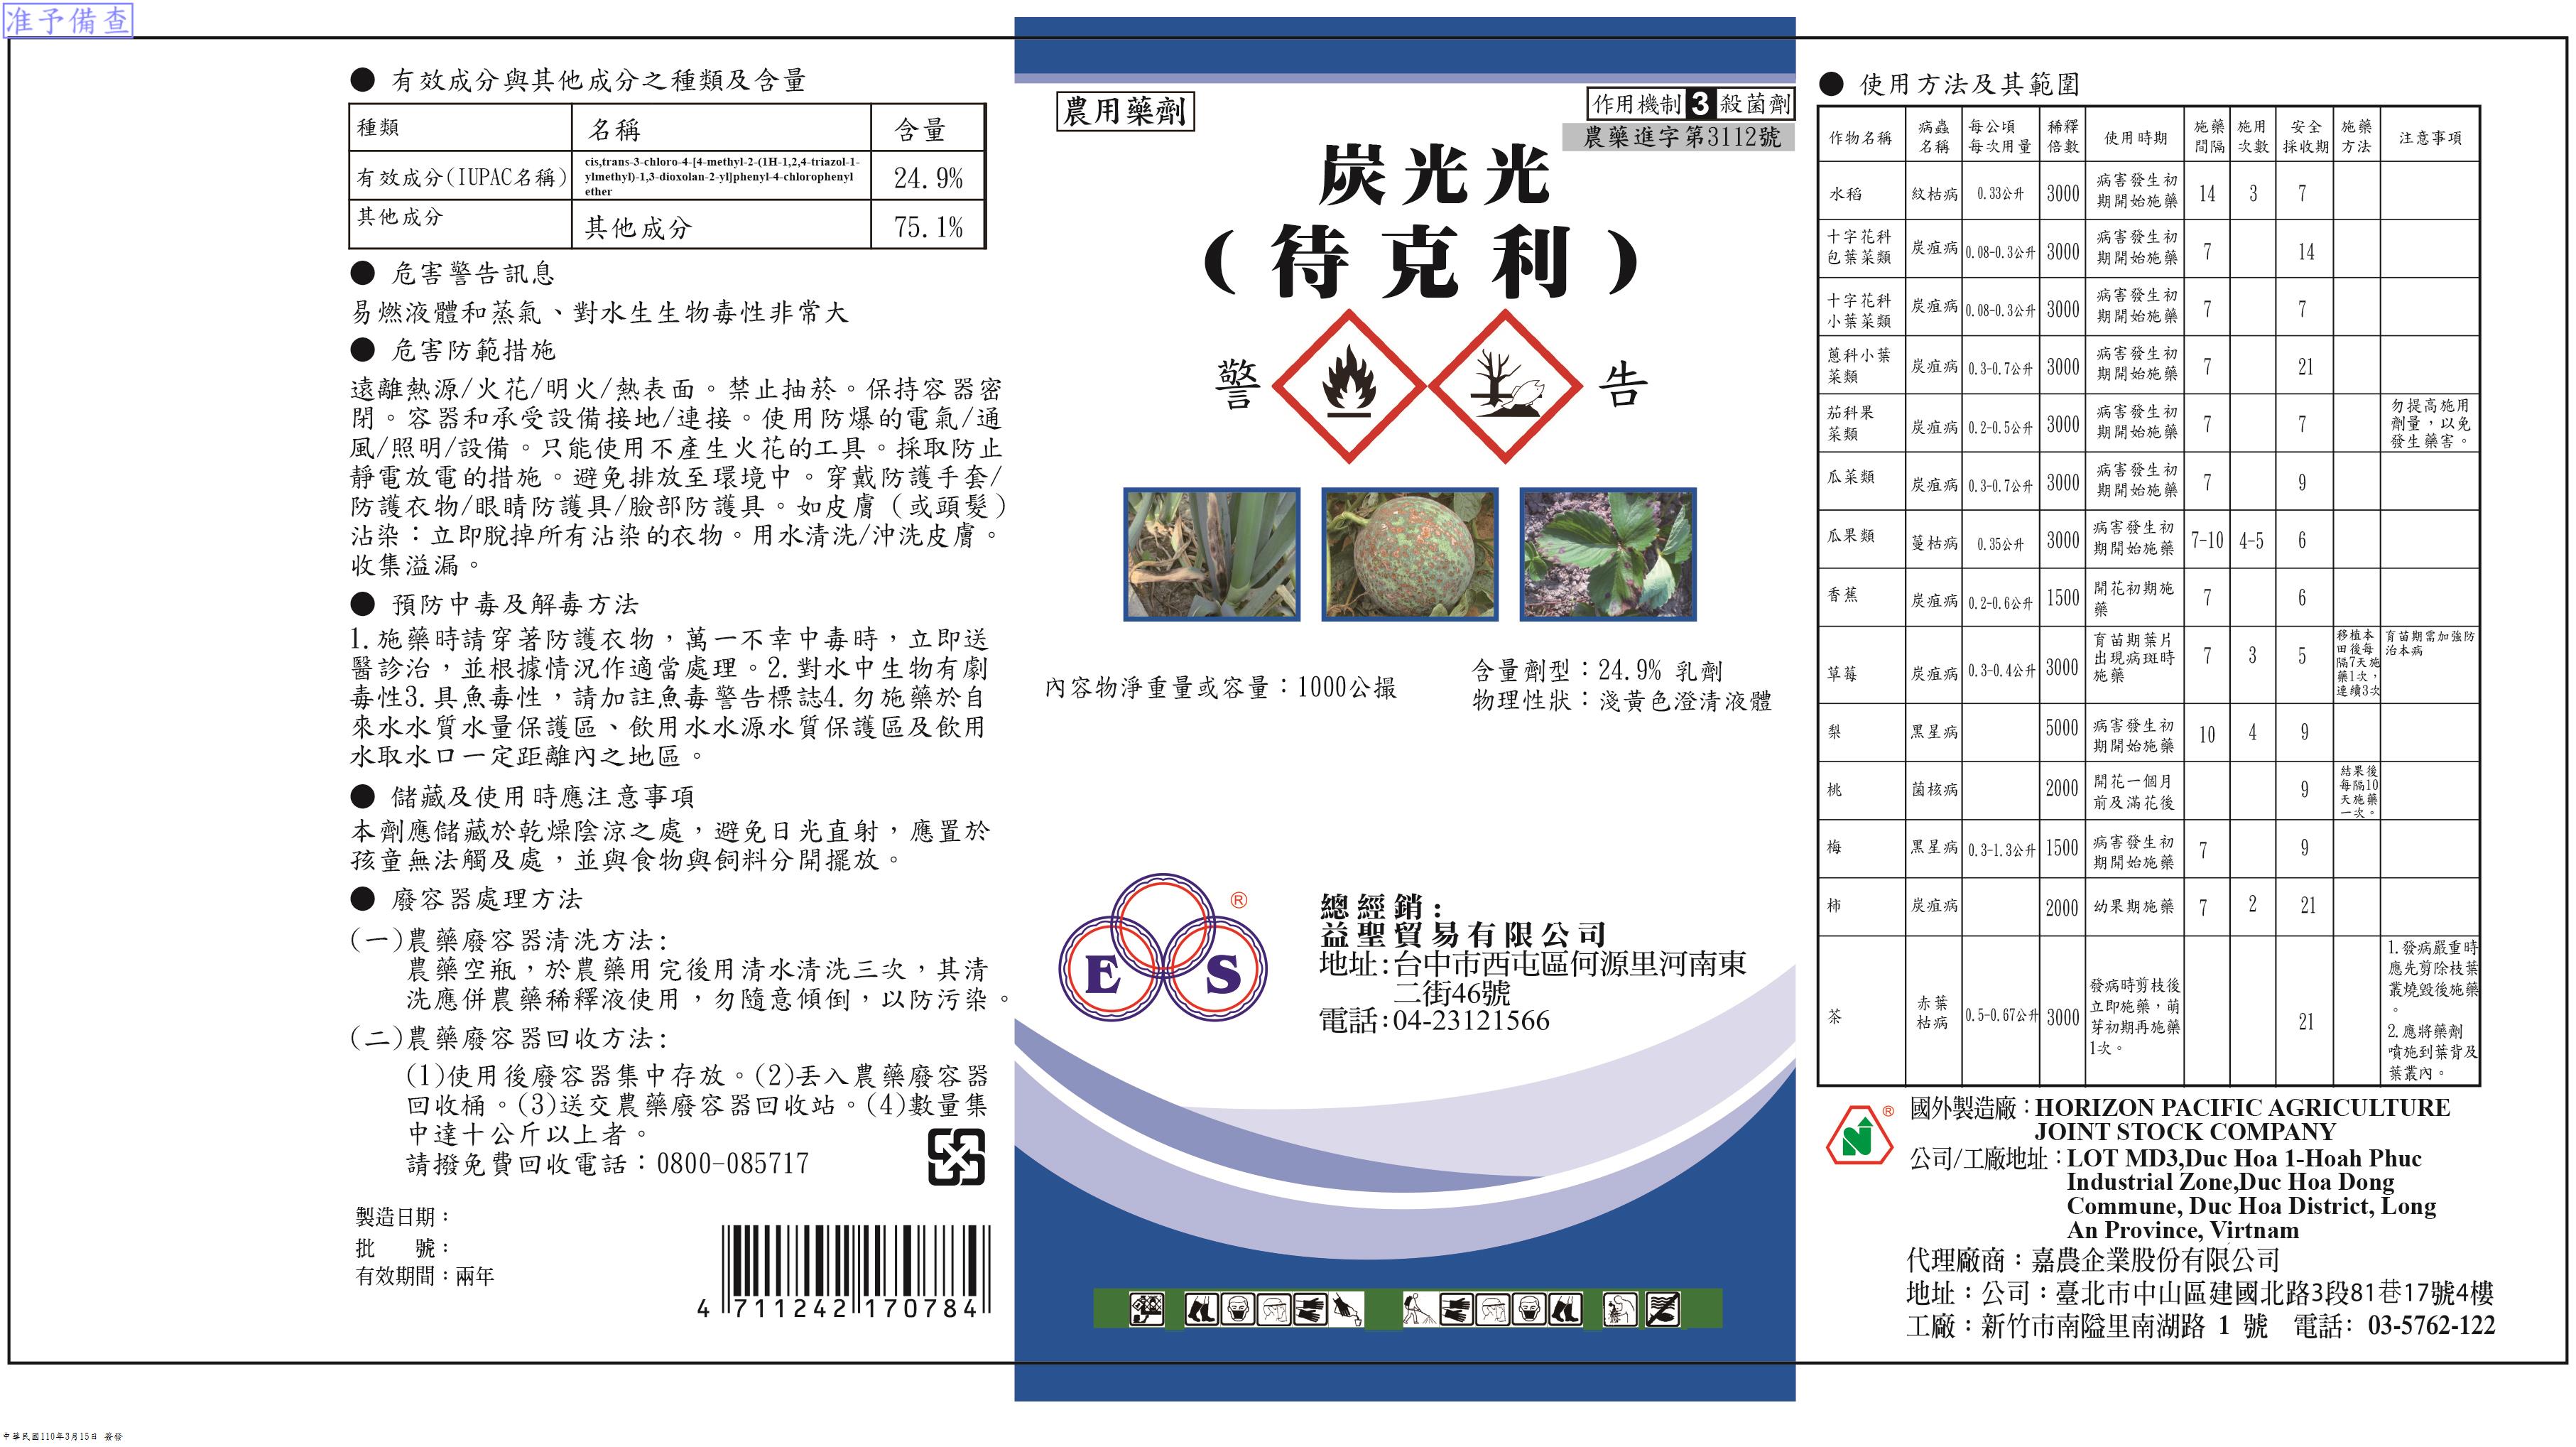 准予備查
● 有效成分與其他成分之種類及含量
種類 名稱 含量
有效成分(IUPAC名稱) cis,trans-3-chloro-4-[4-methyl-2-(1H-1,2,4-triazol-1-
ylmethyl)-1,3-dioxolan-2-yl]phenyl-4-chlorophenyl
ether 24.9%
其他成分 其他成分 75.1%
● 危害警告訊息
易燃液體和蒸氣、對水生生物毒性非常大
● 危害防範措施
遠離熱源/火花/明火/熱表面。禁止抽菸。保持容器密
閉。容器和承受設備接地/連接。使用防爆的電氣/通
風/照明/設備。只能使用不產生火花的工具。採取防止
靜電放電的措施。避免排放至環境中。穿戴防護手套/
防護衣物/眼睛防護具/臉部防護具。如皮膚（或頭髮）
沾染：立即脫掉所有沾染的衣物。用水清洗/沖洗皮膚。
收集溢漏。
● 預防中毒及解毒方法
1.施藥時請穿著防護衣物，萬一不幸中毒時，立即送
醫診治，並根據情況作適當處理。2.對水中生物有劇
毒性3.具魚毒性，請加註魚毒警告標誌4.勿施藥於自
來水水質水量保護區、飲用水水源水質保護區及飲用
水取水口一定距離內之地區。
● 儲藏及使用時應注意事項
本劑應儲藏於乾燥陰涼之處，避免日光直射，應置於
孩童無法觸及處，並與食物與飼料分開擺放。
● 廢容器處理方法
(一)農藥廢容器清洗方法:
農藥空瓶，於農藥用完後用清水清洗三次，其清
洗應併農藥稀釋液使用，勿隨意傾倒，以防污染。
(二)農藥廢容器回收方法:
(1)使用後廢容器集中存放。(2)丟入農藥廢容器
回收桶。(3)送交農藥廢容器回收站。(4)數量集
中達十公斤以上者。
請撥免費回收電話：0800-085717
製造日期：
批 號：
有效期間：兩年
4 711242 170784
農用藥劑
作用機制 3 殺菌劑
農藥進字第3112號
炭光光
(待克利)
警 告
內容物淨重量或容量：1000公撮
含量劑型：24.9% 乳劑
物理性狀：淺黃色澄清液體
E S ®
總經銷:
益聖貿易有限公司
地址:台中市西屯區何源里河南東
二街46號
電話:04-23121566
● 使用方法及其範圍
作物名稱 病蟲名稱 每公頃每次用量 稀釋倍數 使用時期 施藥間隔 施用次數 安全採收期 施藥方法 注意事項
水稻 紋枯病 0.33公升 3000 病害發生初期開始施藥 14 3 7
十字花科包葉菜類 炭疽病 0.08-0.3公升 3000 病害發生初期開始施藥 7 14
十字花科小葉菜類 炭疽病 0.08-0.3公升 3000 病害發生初期開始施藥 7 7
蔥科小葉菜類 炭疽病 0.3-0.7公升 3000 病害發生初期開始施藥 7 21
茄科果菜類 炭疽病 0.2-0.5公升 3000 病害發生初期開始施藥 7 7 勿提高施用劑量，以免發生藥害。
瓜菜類 炭疽病 0.3-0.7公升 3000 病害發生初期開始施藥 7 9
瓜果類 蔓枯病 0.35公升 3000 病害發生初期開始施藥 7-10 4-5 6
香蕉 炭疽病 0.2-0.6公升 1500 開花初期施藥 7 6
草莓 炭疽病 0.3-0.4公升 3000 育苗期葉片出現病斑時施藥 7 3 5 移植本田後每隔7天施藥1次，連續3次 育苗期需加強防治本病
梨 黑星病 5000 病害發生初期開始施藥 10 4 9
桃 菌核病 2000 開花一個月前及滿花後 9 結果後每隔10天施藥一次。
梅 黑星病 0.3-1.3公升 1500 病害發生初期開始施藥 7 9
柿 炭疽病 2000 幼果期施藥 7 2 21
茶 赤葉枯病 0.5-0.67公升 3000 發病時剪枝後立即施藥，萌芽初期再施藥1次。 21 1.發病嚴重時應先剪除枝葉叢燒毀後施藥。 2.應將藥劑噴施到葉背及葉叢內。
®
國外製造廠：HORIZON PACIFIC AGRICULTURE
JOINT STOCK COMPANY
公司/工廠地址：LOT MD3,Duc Hoa 1-Hoah Phuc
Industrial Zone,Duc Hoa Dong
Commune, Duc Hoa District, Long
An Province, Virtnam
代理廠商：嘉農企業股份有限公司
地址：公司：臺北市中山區建國北路3段81巷17號4樓
工廠：新竹市南隘里南湖路 1 號 電話: 03-5762-122
中華民國110年3月15日 簽發